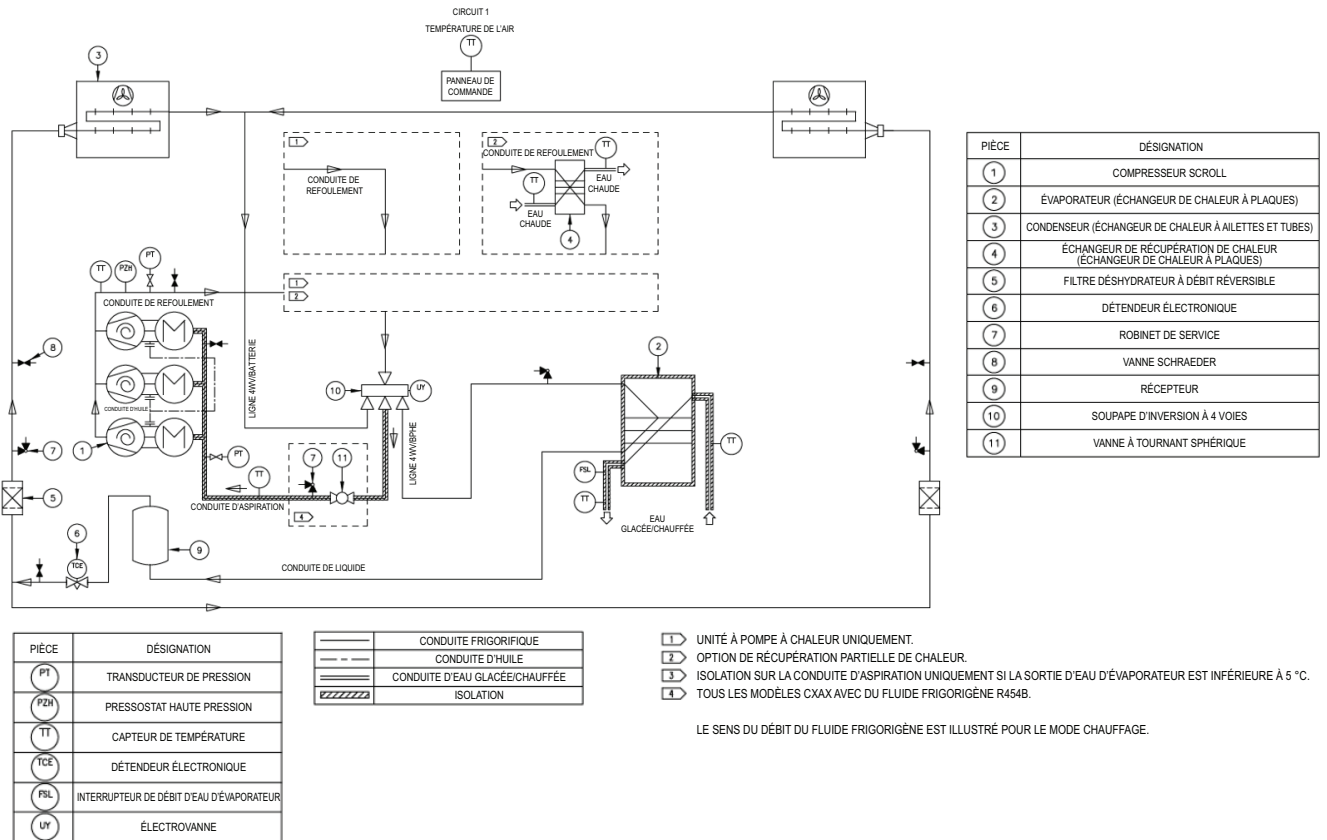 CIRCUIT 1
TEMPÉRATURE DE L'AIR
TT
PANNEAU DE
COMMANDE
3
1
CONDUITE DE
REFOULEMENT
2
CONDUITE DE REFOULEMENT
TT
TT
EAU
CHAUDE
EAU
CHAUDE
4
TT
PZH
PT
CONDUITE DE REFOULEMENT
1
2
8
CONDUITE D'HUILE
LIGNE 4WV/BATTERIE
10
UY
2
7
1
PT
7
11
LIGNE 4WV/BPHE
TT
FSL
TT
5
TT
CONDUITE D'ASPIRATION
4
EAU
GLACÉE/CHAUFFÉE
6
TCE
9
CONDUITE DE LIQUIDE
PIÈCE DÉSIGNATION
1 COMPRESSEUR SCROLL
2 ÉVAPORATEUR (ÉCHANGEUR DE CHALEUR À PLAQUES)
3 CONDENSEUR (ÉCHANGEUR DE CHALEUR À AILETTES ET TUBES)
4 ÉCHANGEUR DE RÉCUPÉRATION DE CHALEUR
(ÉCHANGEUR DE CHALEUR À PLAQUES)
5 FILTRE DÉSHYDRATEUR À DÉBIT RÉVERSIBLE
6 DÉTENDEUR ÉLECTRONIQUE
7 ROBINET DE SERVICE
8 VANNE SCHRAEDER
9 RÉCEPTEUR
10 SOUPAPE D'INVERSION À 4 VOIES
11 VANNE À TOURNANT SPHÉRIQUE
PIÈCE DÉSIGNATION
PT TRANSDUCTEUR DE PRESSION
PZH PRESSOSTAT HAUTE PRESSION
TT CAPTEUR DE TEMPÉRATURE
TCE DÉTENDEUR ÉLECTRONIQUE
FSL INTERRUPTEUR DE DÉBIT D'EAU D'ÉVAPORATEUR
UY ÉLECTROVANNE
CONDUITE FRIGORIFIQUE
CONDUITE D'HUILE
CONDUITE D'EAU GLACÉE/CHAUFFÉE
ISOLATION
1 UNITÉ À POMPE À CHALEUR UNIQUEMENT.
2 OPTION DE RÉCUPÉRATION PARTIELLE DE CHALEUR.
3 ISOLATION SUR LA CONDUITE D'ASPIRATION UNIQUEMENT SI LA SORTIE D'EAU D'ÉVAPORATEUR EST INFÉRIEURE À 5 °C.
4 TOUS LES MODÈLES CXAX AVEC DU FLUIDE FRIGORIGÈNE R454B.
LE SENS DU DÉBIT DU FLUIDE FRIGORIGÈNE EST ILLUSTRÉ POUR LE MODE CHAUFFAGE.